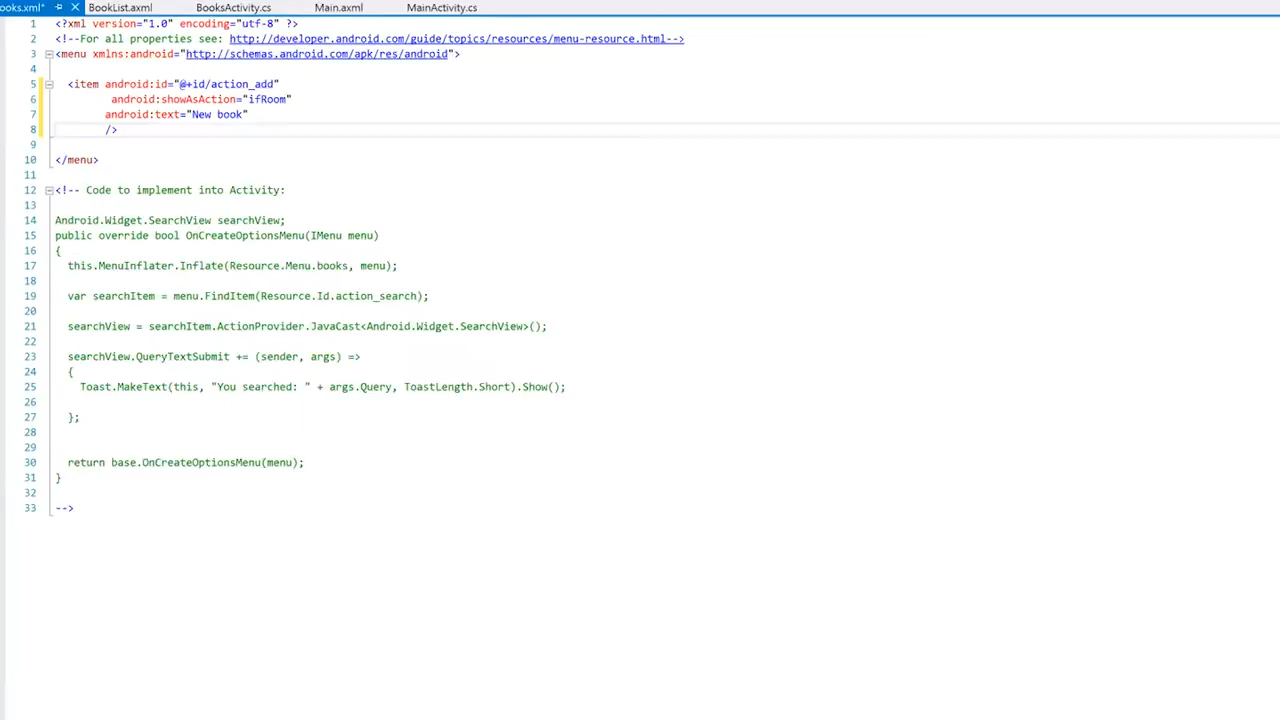 ooks.xml* BookList.axml BooksActivity.cs Main.axml MainActivity.cs
1 <?xml version="1.0" encoding="utf-8" ?>
2 <!--For all properties see: http://developer.android.com/guide/topics/resources/menu-resource.html-->
3 <menu xmlns:android="http://schemas.android.com/apk/res/android">
4
5 <item android:id="@+id/action_add"
6 android:showAsAction="ifRoom"
7 android:text="New book"
8 />
9
10 </menu>
11
12 <!-- Code to implement into Activity:
13
14 Android.Widget.SearchView searchView;
15 public override bool OnCreateOptionsMenu(IMenu menu)
16 {
17 this.MenuInflater.Inflate(Resource.Menu.books, menu);
18
19 var searchItem = menu.FindItem(Resource.Id.action_search);
20
21 searchView = searchItem.ActionProvider.JavaCast<Android.Widget.SearchView>();
22
23 searchView.QueryTextSubmit += (sender, args) =>
24 {
25 Toast.MakeText(this, "You searched: " + args.Query, ToastLength.Short).Show();
26
27 };
28
29
30 return base.OnCreateOptionsMenu(menu);
31 }
32
33 -->